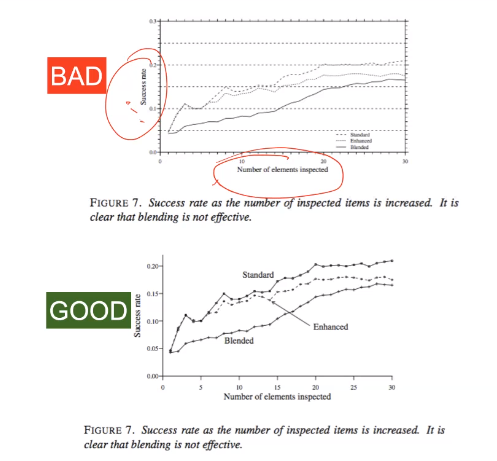 BAD
Success rate
0.3
0.2
0.1
0.0
0
10
20
30
Standard
Enhanced
Blended
Number of elements inspected
FIGURE 7. Success rate as the number of inspected items is increased. It is
clear that blending is not effective.
GOOD
Success rate
0.20
0.15
0.10
0.05
0.00
Standard
Enhanced
Blended
0 5 10 15 20 25 30
Number of elements inspected
FIGURE 7. Success rate as the number of inspected items is increased. It is
clear that blending is not effective.